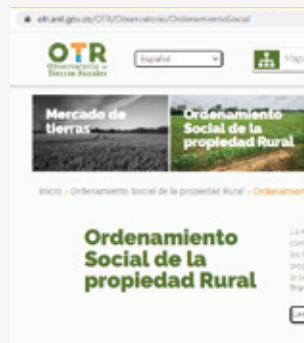 otr.ant.gov.co/OTR/Observatorio/OrdenamientoSocial
OTR
Observatorio de
Tierras Rurales
Español
Mapa
Mercado de
tierras
Ordenamiento
Social de la
propiedad Rural
Inicio > Ordenamiento Social de la propiedad Rural > Ordenamien
Ordenamiento
Social de la
propiedad Rural